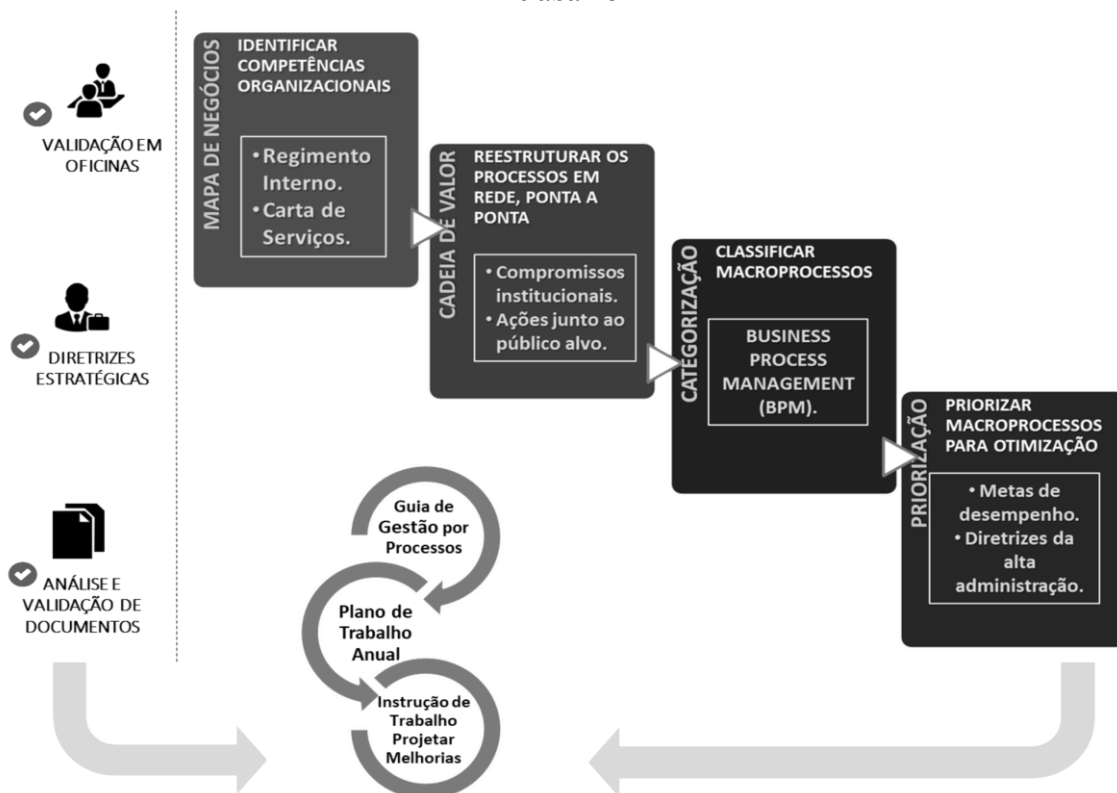 VALIDAÇÃO EM
OFICINAS
DIRETRIZES
ESTRATÉGICAS
ANÁLISE E
VALIDAÇÃO DE
DOCUMENTOS
MAPA DE NEGÓCIOS
IDENTIFICAR
COMPETÊNCIAS
ORGANIZACIONAIS
• Regimento
Interno.
• Carta de
Serviços.
CADEIA DE VALOR
REESTRUTURAR OS
PROCESSOS EM
REDE, PONTA A
PONTA
• Compromissos
institucionais.
• Ações junto ao
público alvo.
CATEGORIZAÇÃO
CLASSIFICAR
MACROPROCESSOS
BUSINESS
PROCESS
MANAGEMENT
(BPM).
PRIORIZAÇÃO
PRIORIZAR
MACROPROCESSOS
PARA OTIMIZAÇÃO
• Metas de
desempenho.
• Diretrizes da
alta
administração.
Guia de
Gestão por
Processos
Plano de
Trabalho
Anual
Instrução de
Trabalho
Projetar
Melhorias